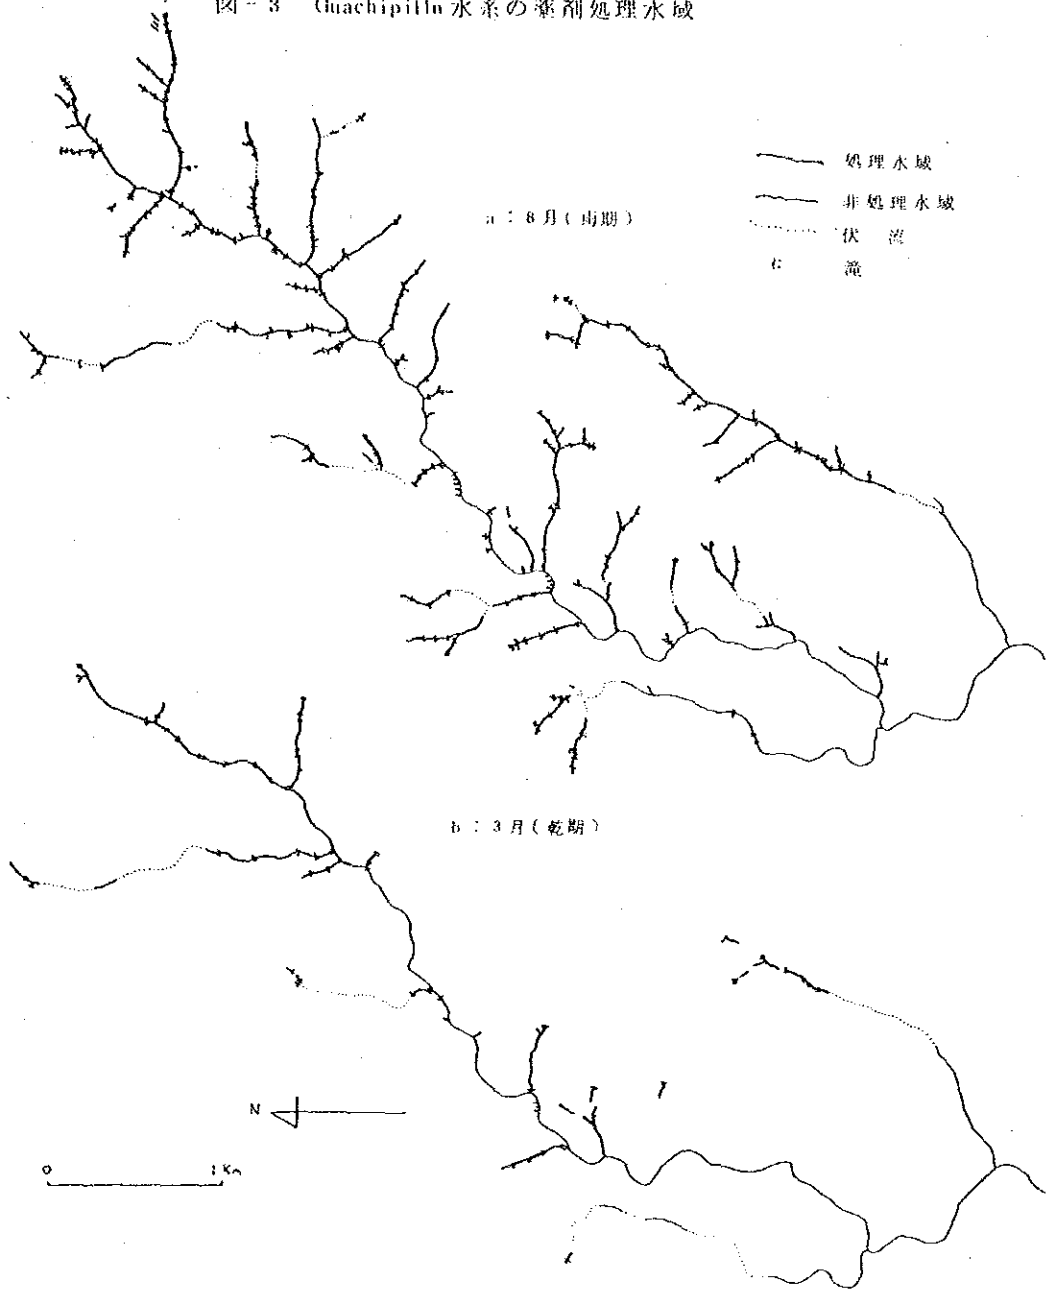 図-3 Guachipilin水系の薬剤処理水域
処理水域
非処理水域
伏 流
滝
a:8月(雨期)
b:3月(乾期)
N
0 1Km